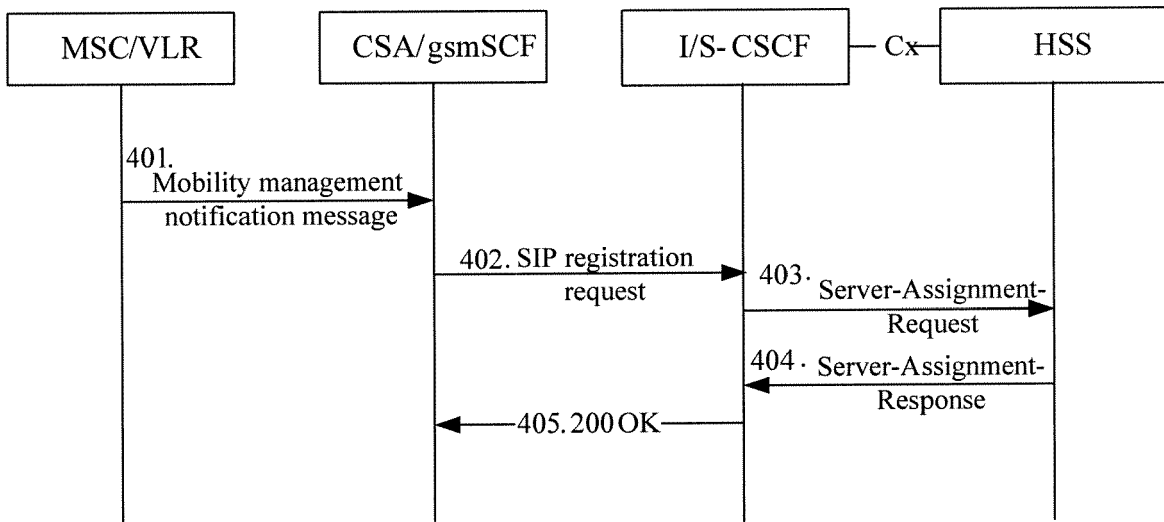 MSC/VLR
CSA/gsmSCF
I/S-CSCF
Cx
HSS
401.
Mobility management
notification message
402. SIP registration
request
403.
Server-Assignment-
Request
404.
Server-Assignment-
Response
405.200 OK